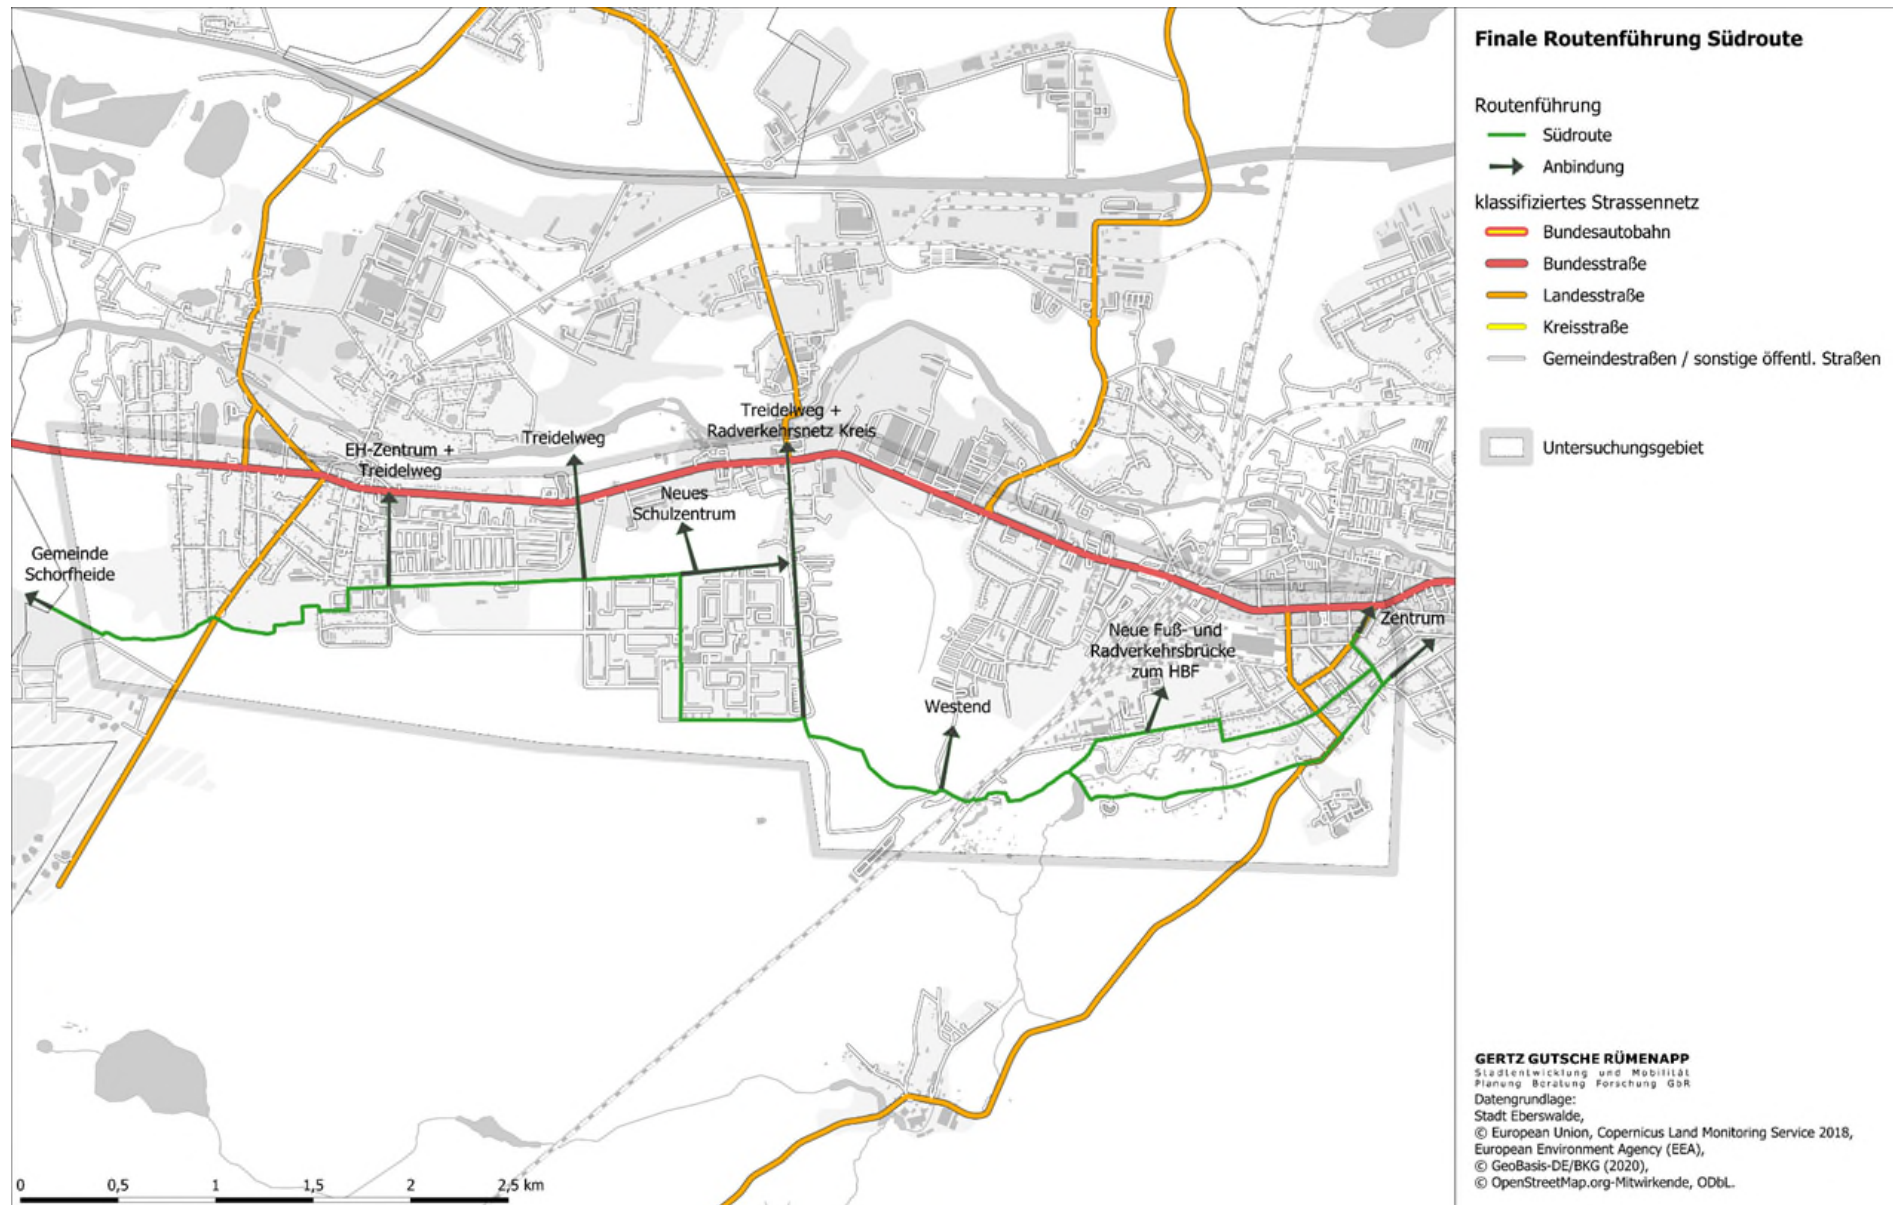 Finale Routenführung Südroute
Routenführung
Südroute
Anbindung
klassifiziertes Strassennetz
Bundesautobahn
Bundesstraße
Landesstraße
Kreisstraße
Gemeindestraßen / sonstige öffentl. Straßen
Untersuchungsgebiet
Treidelweg +
Radverkehrsnetz Kreis
Treidelweg
EH-Zentrum +
Treidelweg
Neues
Schulzentrum
Gemeinde
Schorfheide
Zentrum
Neue Fuß- und
Radverkehrsbrücke
zum HBF
Westend
0 0,5 1 1,5 2 2,5 km
GERTZ GUTSCHE RÜMENAPP
Stadtentwicklung und Mobilität
Planung Beratung Forschung GbR
Datengrundlage:
Stadt Eberswalde,
© European Union, Copernicus Land Monitoring Service 2018,
European Environment Agency (EEA),
© GeoBasis-DE/BKG (2020),
© OpenStreetMap.org-Mitwirkende, ODbL.